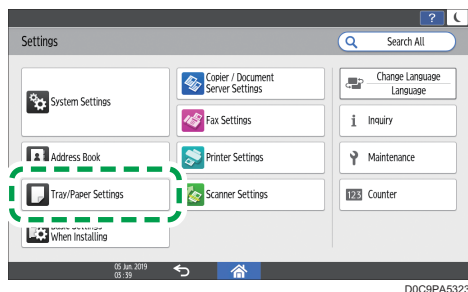 ?
Settings
Search All
System Settings
Copier / Document
Server Settings
Change Language
Language
Fax Settings
i Inquiry
Address Book
Printer Settings
Maintenance
Tray/Paper Settings
Scanner Settings
123 Counter
When Installing
05 Jun. 2019
03 : 39
D0C9PA5323